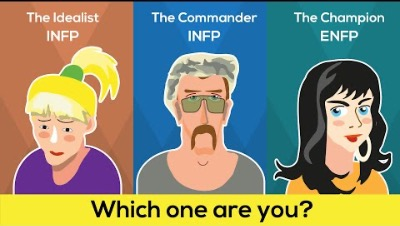 The Idealist
INFP
The Commander
INFP
The Champion
ENFP
Which one are you?